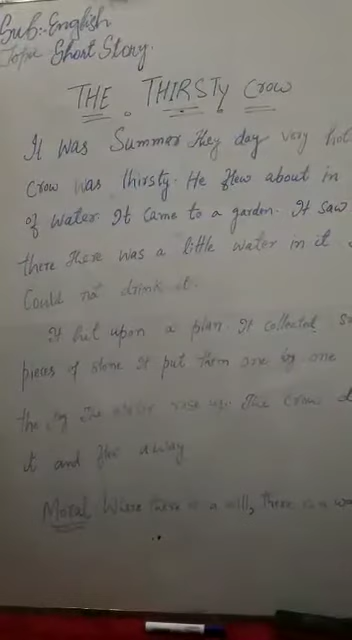 Sub:- English
Topic Short Story.
THE THIRSTY Crow
It was Summer they day very hot
crow was thirsty. He flew about in
of water. It came to a garden. It saw
there there was a little water in it
Could not drink it.
It hit upon a plan. It collected
pieces of stone It put them one by one
the The water rose up. The crow
it and flew away
Moral: Where there is a will, there is a